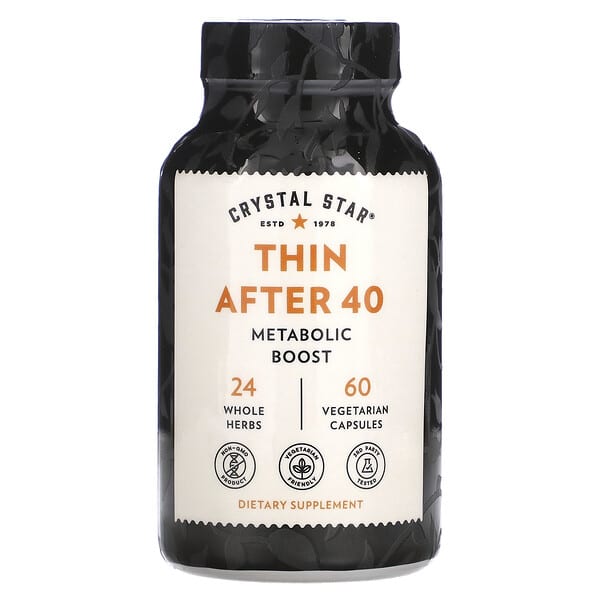 CRYSTAL STAR®
ESTD ★ 1978
THIN
AFTER 40
METABOLIC
BOOST
24
WHOLE
HERBS
60
VEGETARIAN
CAPSULES
NON-GMO
PRODUCT
VEGETARIAN
FRIENDLY
3RD PARTY
TESTED
DIETARY SUPPLEMENT